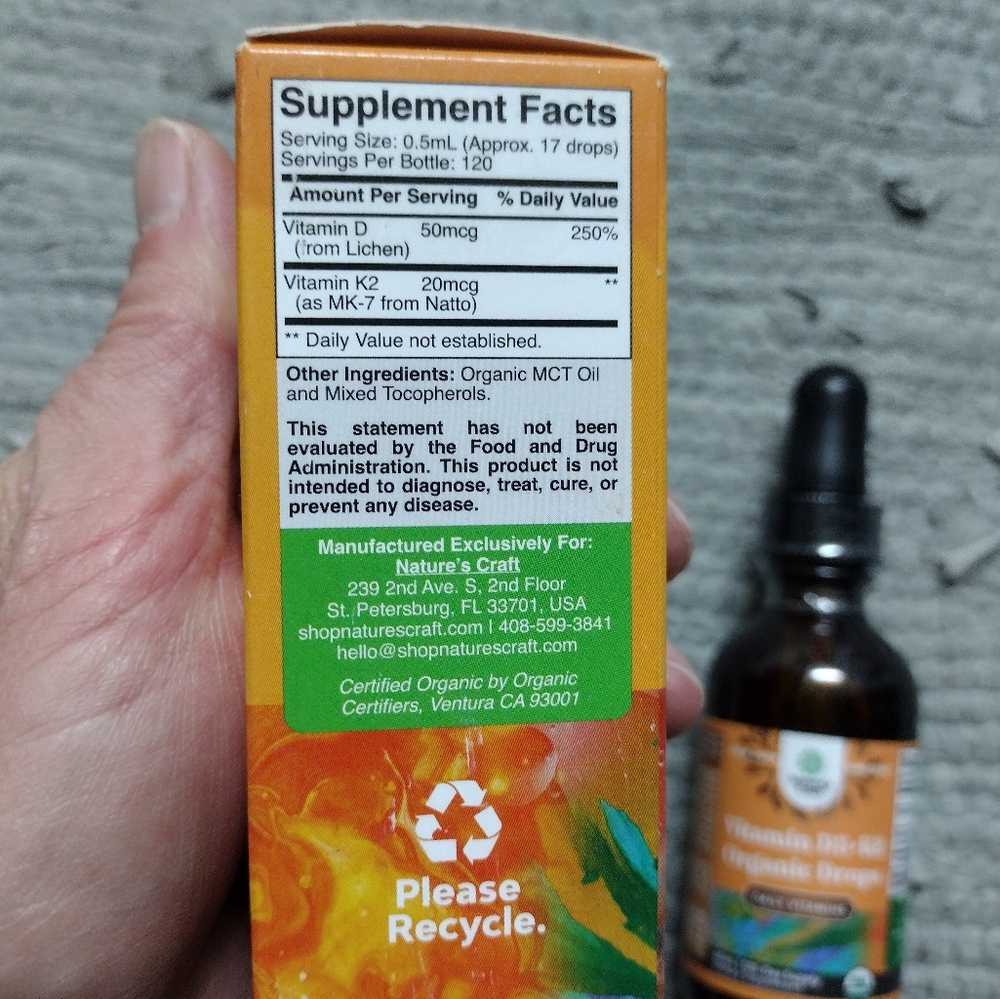 Supplement Facts
Serving Size: 0.5mL (Approx. 17 drops)
Servings Per Bottle: 120
Amount Per Serving % Daily Value
Vitamin D 50mcg 250%
(from Lichen)
Vitamin K2 20mcg **
(as MK-7 from Natto)
** Daily Value not established.
Other Ingredients: Organic MCT Oil
and Mixed Tocopherols.
This statement has not been
evaluated by the Food and Drug
Administration. This product is not
intended to diagnose, treat, cure, or
prevent any disease.
Manufactured Exclusively For:
Nature's Craft
239 2nd Ave. S, 2nd Floor
St. Petersburg, FL 33701, USA
shopnaturescraft.com | 408-599-3841
hello@shopnaturescraft.com
Certified Organic by Organic
Certifiers, Ventura CA 93001
Please
Recycle.
Vitamin D3+K2
Organic Drops